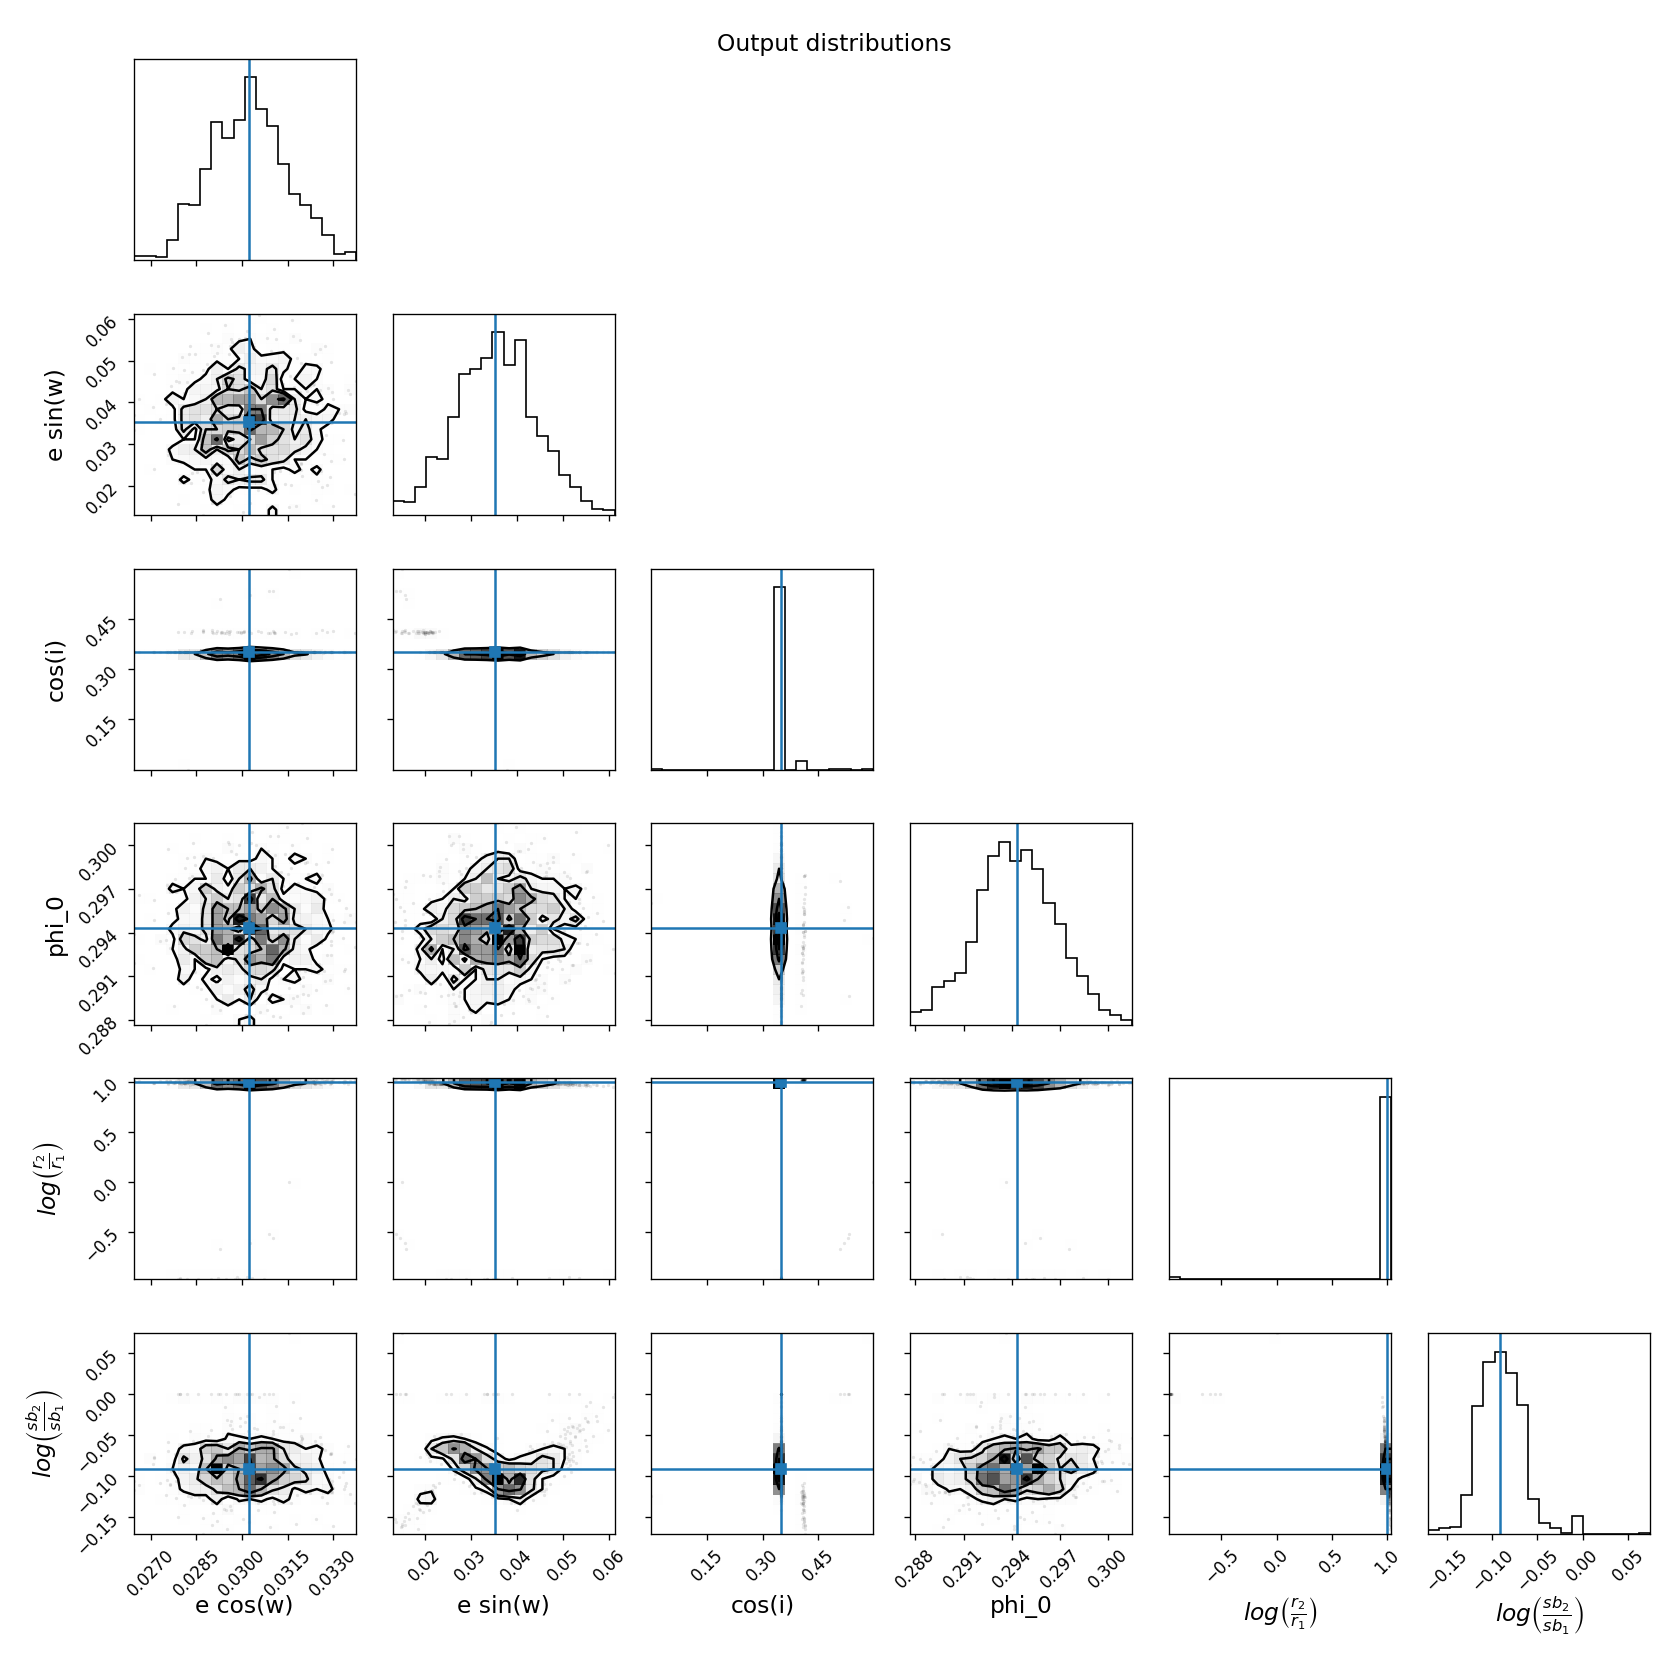 Output distributions
e sin(w)
0.06
0.05
0.04
0.03
0.02
cos(i)
0.45
0.30
0.15
phi_0
0.300
0.297
0.294
0.291
0.288
log(r₂/r₁)
1.0
0.5
0.0
−0.5
log(sb₂/sb₁)
0.05
0.00
−0.05
−0.10
−0.15
0.0270 0.0285 0.0300 0.0315 0.0330
0.02 0.03 0.04 0.05 0.06
0.15 0.30 0.45
0.288 0.291 0.294 0.297 0.300
−0.5 0.0 0.5 1.0
−0.15 −0.10 −0.05 0.00 0.05
e cos(w) e sin(w) cos(i) phi_0 log(r₂/r₁) log(sb₂/sb₁)